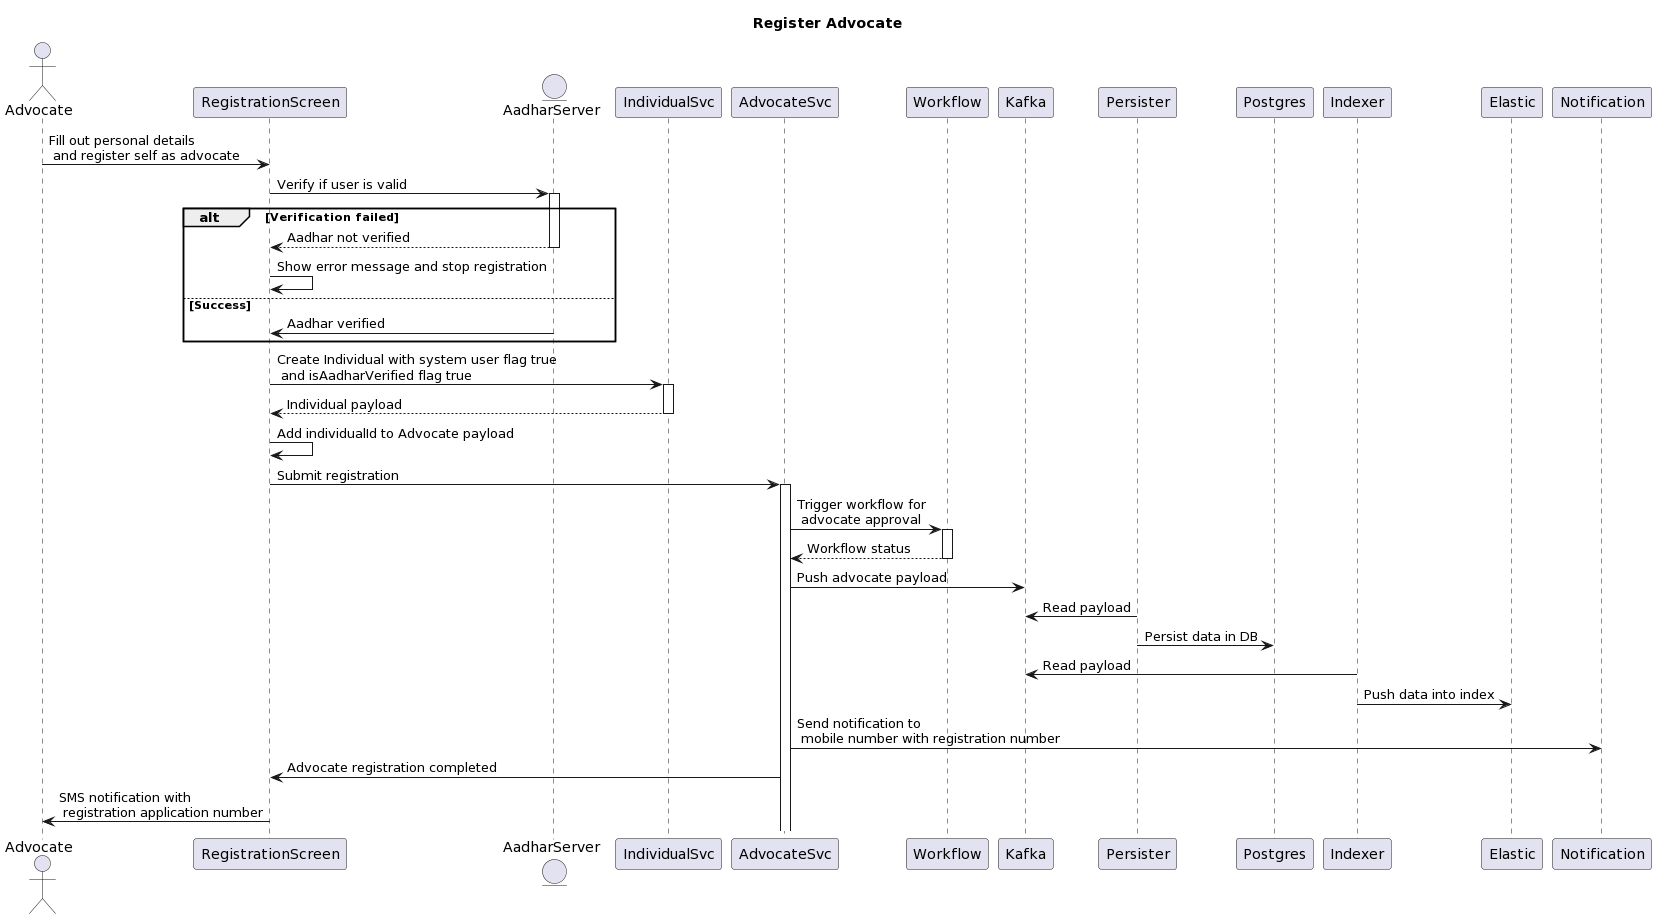 Register Advocate
Advocate
RegistrationScreen
AadharServer
IndividualSvc
AdvocateSvc
Workflow
Kafka
Persister
Postgres
Indexer
Elastic
Notification
Fill out personal details
and register self as advocate
Verify if user is valid
alt
[Verification failed]
Aadhar not verified
Show error message and stop registration
[Success]
Aadhar verified
Create Individual with system user flag true
and isAadharVerified flag true
Individual payload
Add individualId to Advocate payload
Submit registration
Trigger workflow for
advocate approval
Workflow status
Push advocate payload
Read payload
Persist data in DB
Read payload
Push data into index
Send notification to
mobile number with registration number
Advocate registration completed
SMS notification with
registration application number
Advocate
RegistrationScreen
AadharServer
IndividualSvc
AdvocateSvc
Workflow
Kafka
Persister
Postgres
Indexer
Elastic
Notification